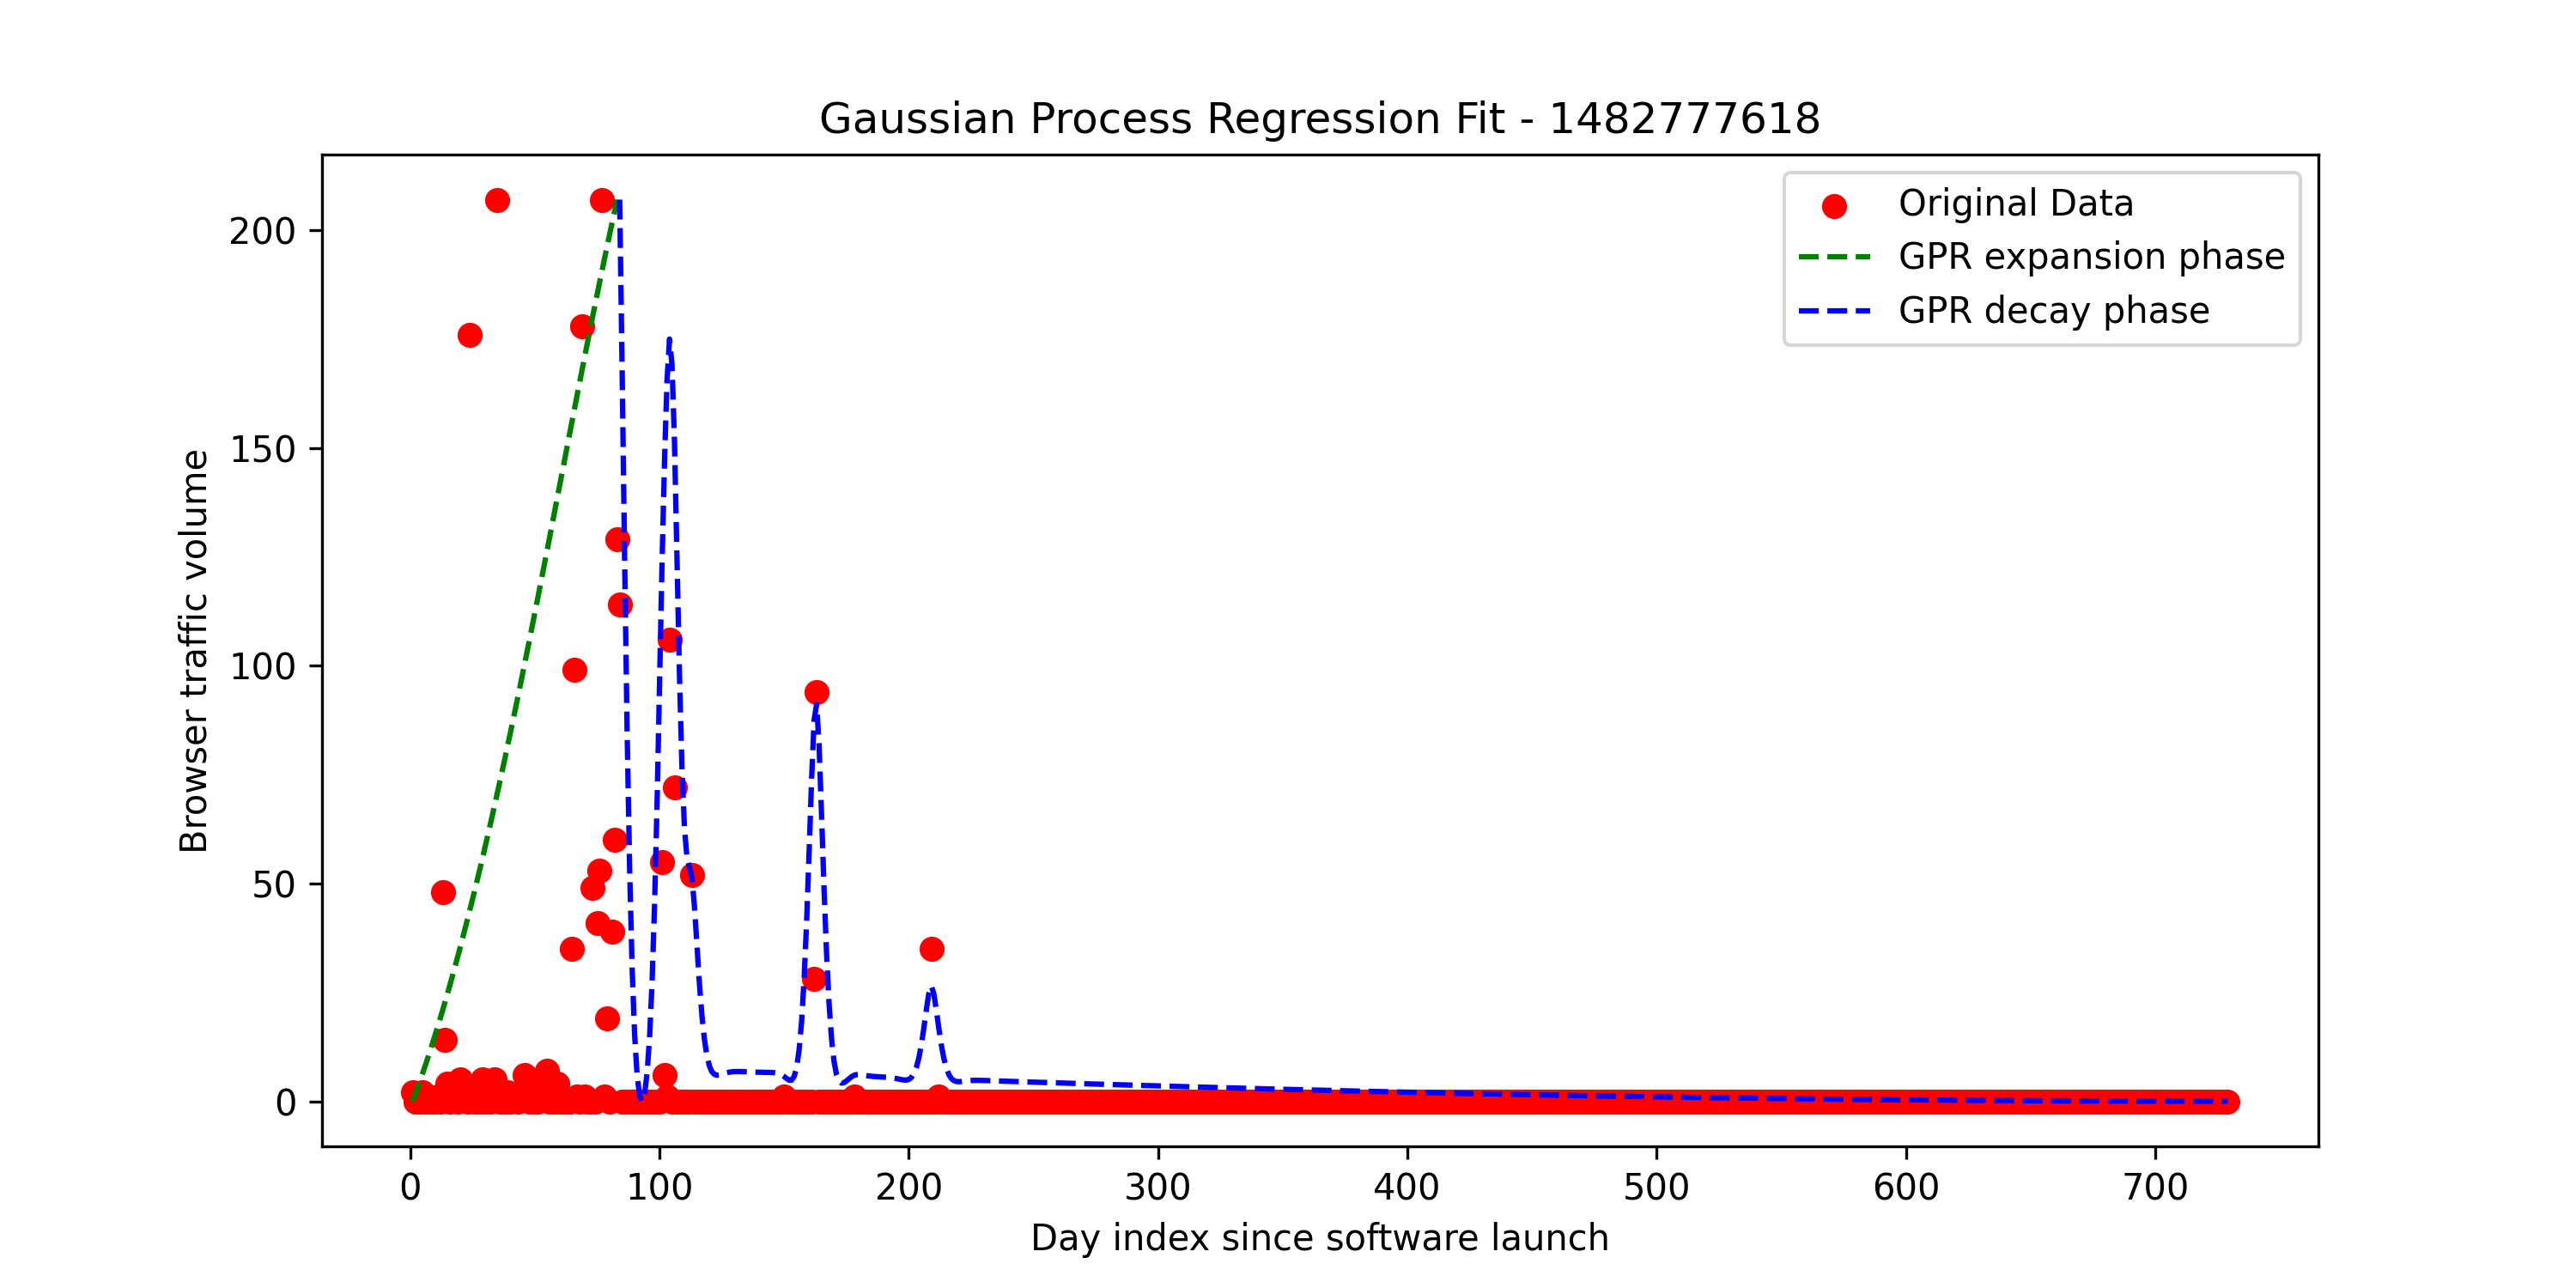 Gaussian Process Regression Fit - 1482777618
Original Data
GPR expansion phase
GPR decay phase
Browser traffic volume
200
150
100
50
0
0 100 200 300 400 500 600 700
Day index since software launch